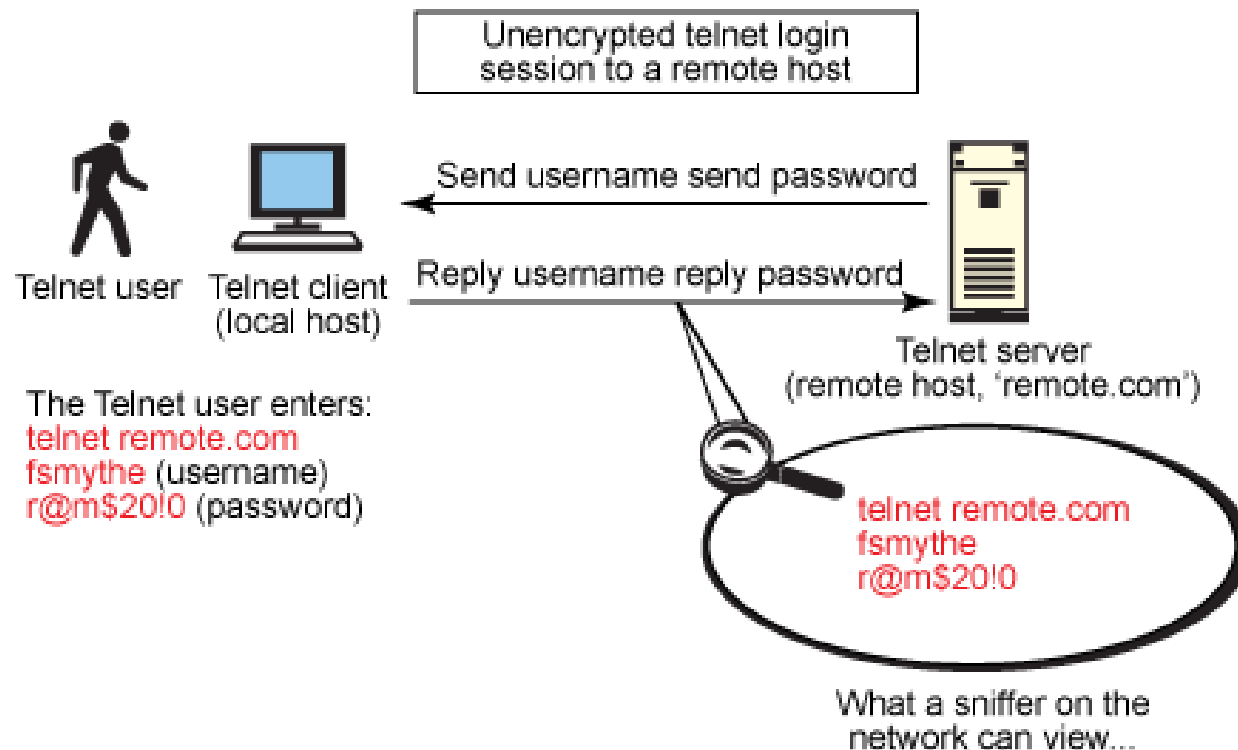 Unencrypted telnet login
session to a remote host
Send username send password
Telnet user
Telnet client
(local host)
Reply username reply password
Telnet server
(remote host, ‘remote.com’)
The Telnet user enters:
telnet remote.com
fsmythe (username)
r@m$20!0 (password)
telnet remote.com
fsmythe
r@m$20!0
What a sniffer on the
network can view...